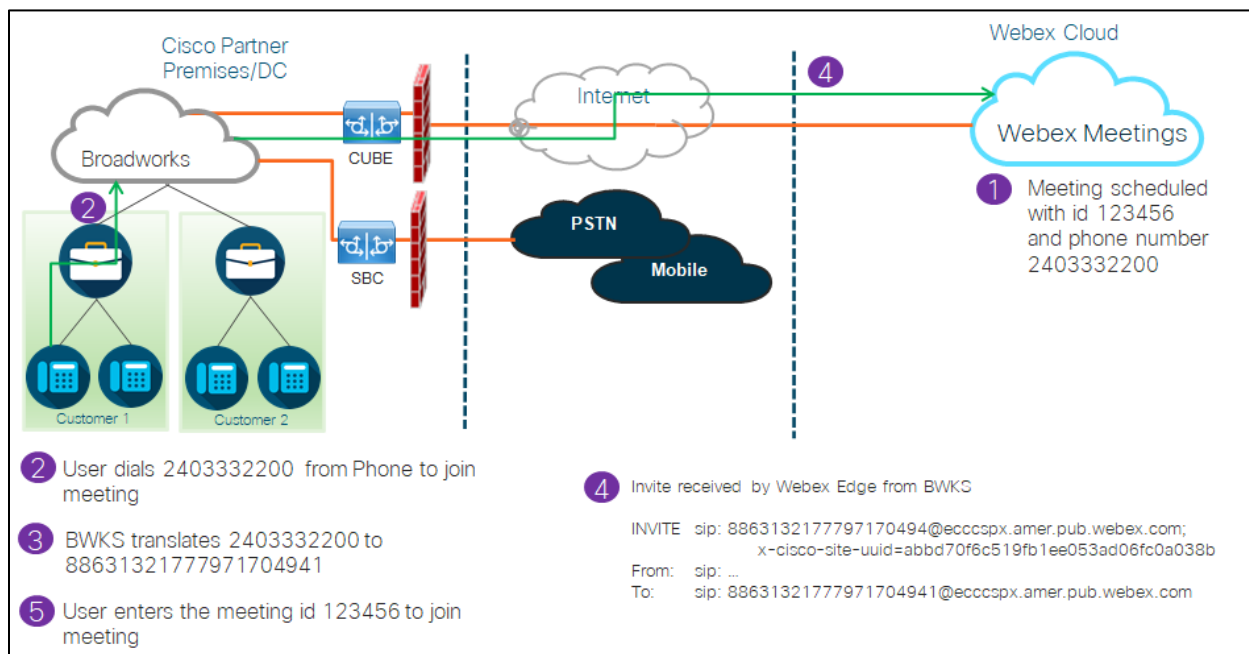 Cisco Partner
Premises/DC
Webex Cloud
4
Internet
Broadworks
CUBE
Webex Meetings
2
1 Meeting scheduled
with id 123456
and phone number
2403332200
PSTN
SBC
Mobile
Customer 1
Customer 2
2 User dials 2403332200 from Phone to join
meeting
3 BWKS translates 2403332200 to
88631321777971704941
5 User enters the meeting id 123456 to join
meeting
4 Invite received by Webex Edge from BWKS
INVITE sip: 8863132177797170494@ecccspx.amer.pub.webex.com;
x-cisco-site-uuid=abbd70f6c519fb1ee053ad06fc0a038b
From: sip: ...
To: sip: 88631321777971704941@ecccspx.amer.pub.webex.com